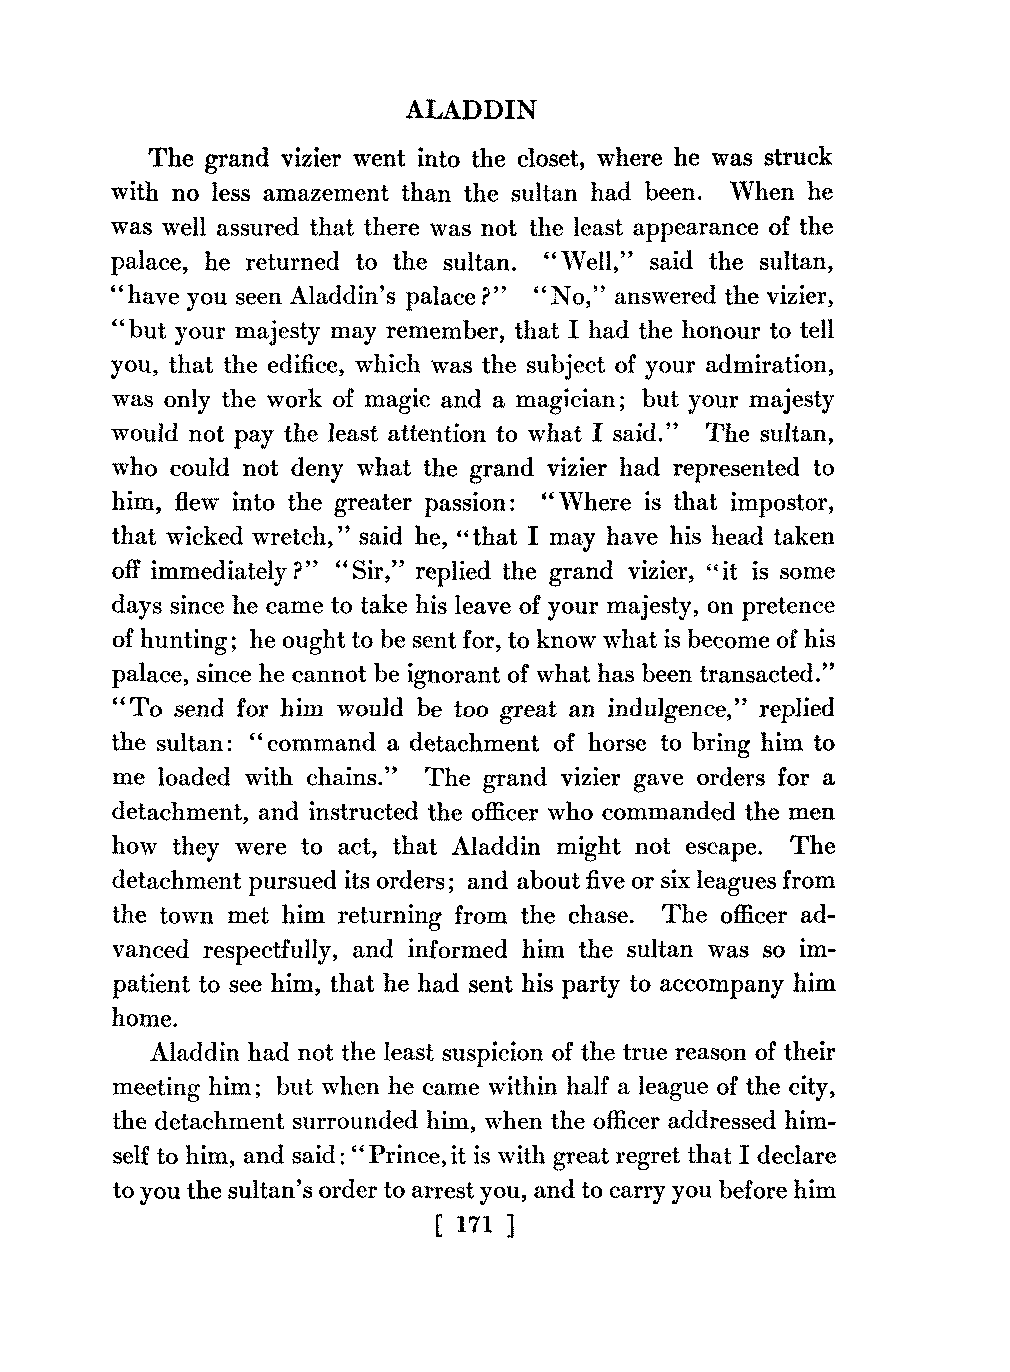 ALADDIN
The grand vizier went into the closet, where he was struck
with no less amazement than the sultan had been. When he
was well assured that there was not the least appearance of the
palace, he returned to the sultan. “Well,” said the sultan,
“have you seen Aladdin’s palace?” “No,” answered the vizier,
“but your majesty may remember, that I had the honour to tell
you, that the edifice, which was the subject of your admiration,
was only the work of magic and a magician; but your majesty
would not pay the least attention to what I said.” The sultan,
who could not deny what the grand vizier had represented to
him, flew into the greater passion: “Where is that impostor,
that wicked wretch,” said he, “that I may have his head taken
off immediately?” “Sir,” replied the grand vizier, “it is some
days since he came to take his leave of your majesty, on pretence
of hunting; he ought to be sent for, to know what is become of his
palace, since he cannot be ignorant of what has been transacted.”
“To send for him would be too great an indulgence,” replied
the sultan: “command a detachment of horse to bring him to
me loaded with chains.” The grand vizier gave orders for a
detachment, and instructed the officer who commanded the men
how they were to act, that Aladdin might not escape. The
detachment pursued its orders; and about five or six leagues from
the town met him returning from the chase. The officer ad-
vanced respectfully, and informed him the sultan was so im-
patient to see him, that he had sent his party to accompany him
home.
Aladdin had not the least suspicion of the true reason of their
meeting him; but when he came within half a league of the city,
the detachment surrounded him, when the officer addressed him-
self to him, and said: “Prince, it is with great regret that I declare
to you the sultan’s order to arrest you, and to carry you before him
[ 171 ]